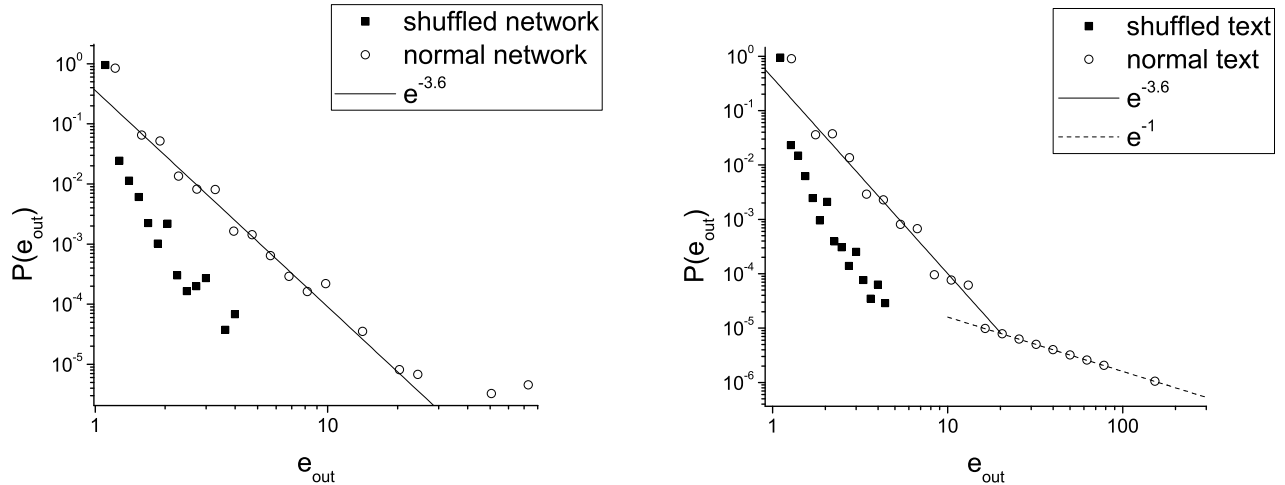 shuffled network
normal network
e^-3.6
P(e_out)
10^0
10^-1
10^-2
10^-3
10^-4
10^-5
1 10
e_out
shuffled text
normal text
e^-3.6
e^-1
P(e_out)
10^0
10^-1
10^-2
10^-3
10^-4
10^-5
10^-6
1 10 100
e_out